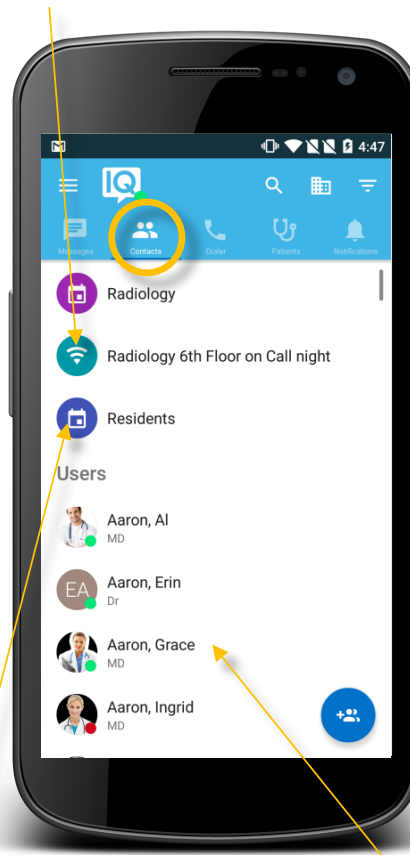 4:47
IQ
Messages Contacts Dialer Patients Notifications
Radiology
Radiology 6th Floor on Call night
Residents
Users
Aaron, Al
MD
EA
Aaron, Erin
Dr
Aaron, Grace
MD
Aaron, Ingrid
MD